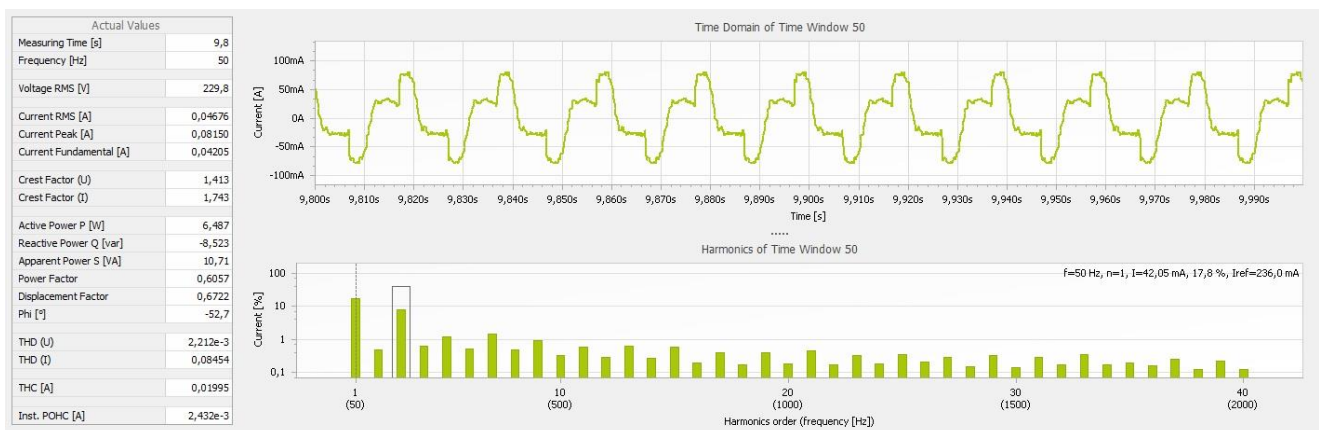 Actual Values
Measuring Time [s] 9,8
Frequency [Hz] 50
Voltage RMS [V] 229,8
Current RMS [A] 0,04676
Current Peak [A] 0,08150
Current Fundamental [A] 0,04205
Crest Factor (U) 1,413
Crest Factor (I) 1,743
Active Power P [W] 6,487
Reactive Power Q [var] -8,523
Apparent Power S [VA] 10,71
Power Factor 0,6057
Displacement Factor 0,6722
Phi [°] -52,7
THD (U) 2,212e-3
THD (I) 0,08454
THC [A] 0,01995
Inst. POHC [A] 2,432e-3
Time Domain of Time Window 50
Current [A]
100mA
50mA
0A
-50mA
-100mA
9,800s 9,810s 9,820s 9,830s 9,840s 9,850s 9,860s 9,870s 9,880s 9,890s 9,900s 9,910s 9,920s 9,930s 9,940s 9,950s 9,960s 9,970s 9,980s 9,990s
Time [s]
Harmonics of Time Window 50
f=50 Hz, n=1, I=42,05 mA, 17,8 %, Iref=236,0 mA
Current [%]
100
10
1
0,1
1 10 20 30 40
(50) (500) (1000) (1500) (2000)
Harmonics order (frequency [Hz])